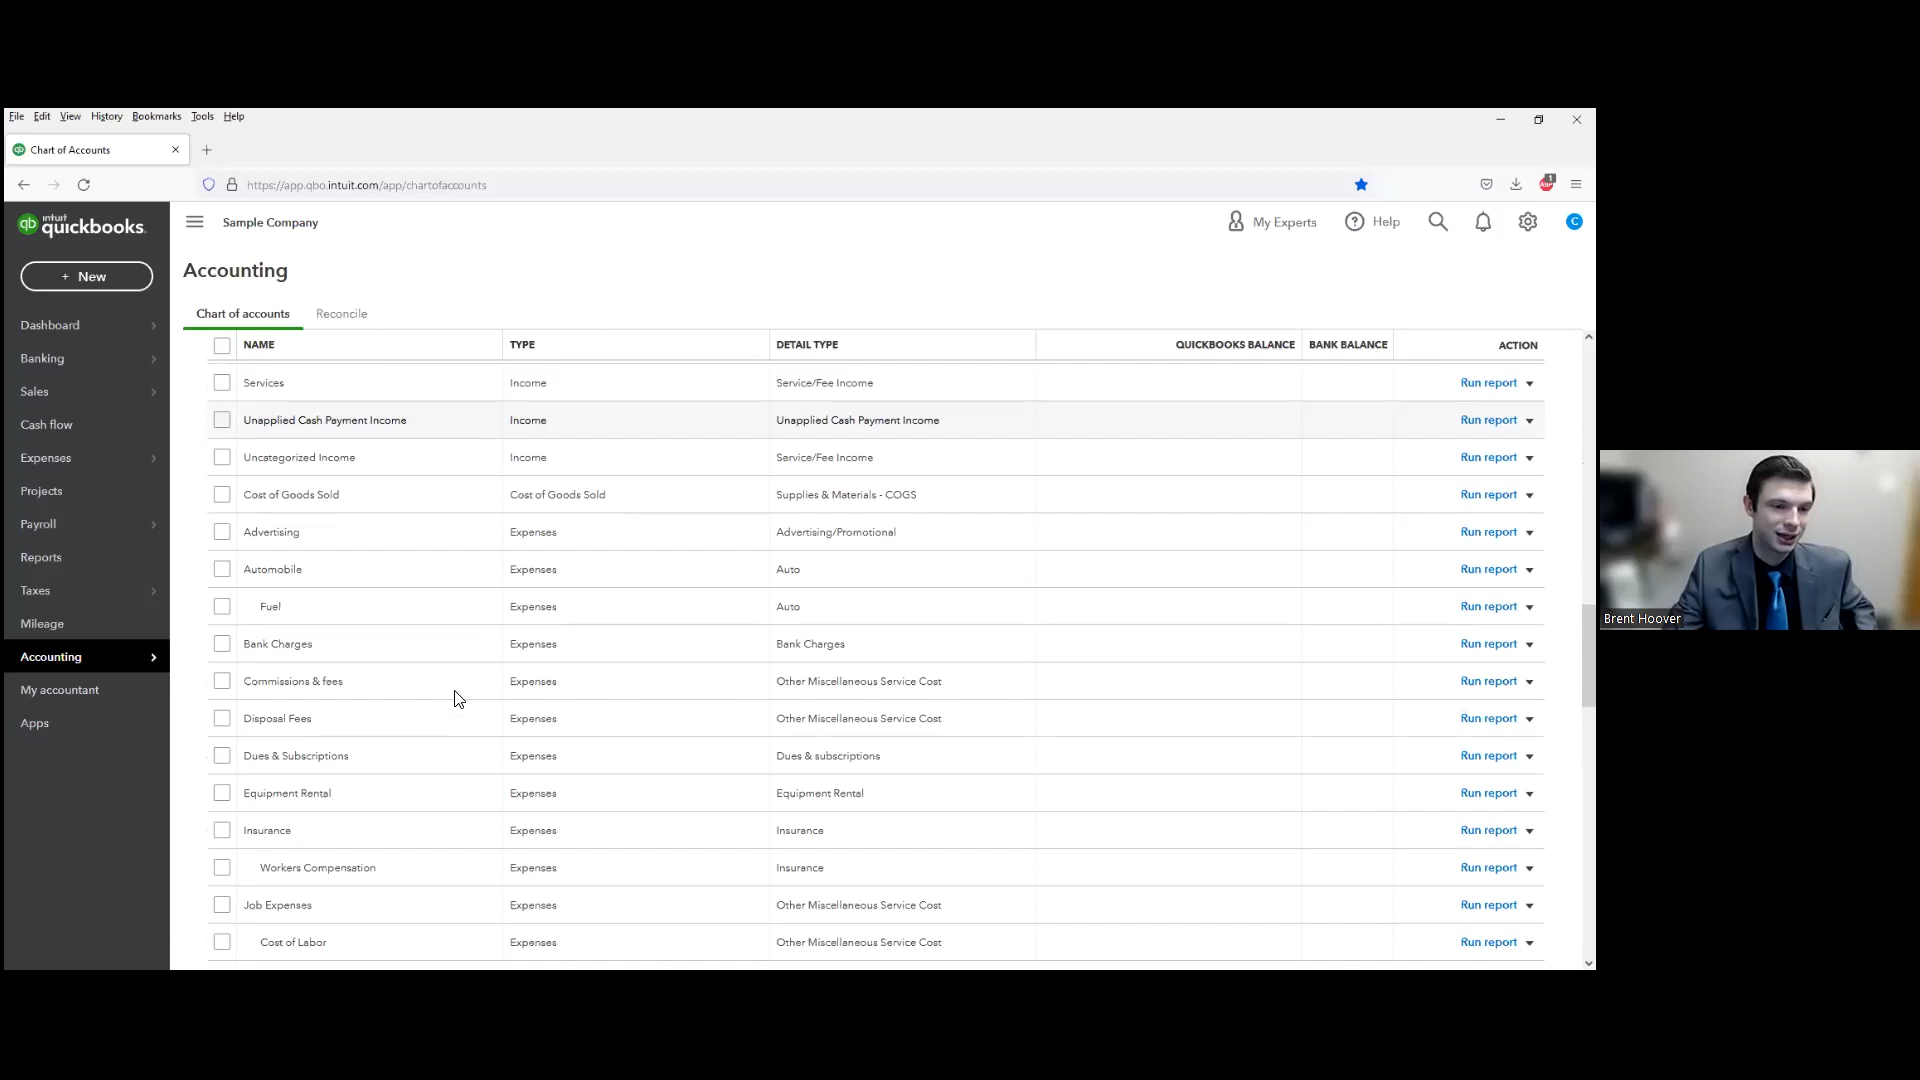 File Edit View History Bookmarks Tools Help
Chart of Accounts
https://app.qbo.intuit.com/app/chartofaccounts
intuit
qb quickbooks.
Sample Company
My Experts
Help
C
+ New
Accounting
Chart of accounts
Reconcile
Dashboard
Banking
Sales
Cash flow
Expenses
Projects
Payroll
Reports
Taxes
Mileage
Accounting
My accountant
Apps
NAME TYPE DETAIL TYPE QUICKBOOKS BALANCE BANK BALANCE ACTION
Services Income Service/Fee Income Run report
Unapplied Cash Payment Income Income Unapplied Cash Payment Income Run report
Uncategorized Income Income Service/Fee Income Run report
Cost of Goods Sold Cost of Goods Sold Supplies & Materials - COGS Run report
Advertising Expenses Advertising/Promotional Run report
Automobile Expenses Auto Run report
Fuel Expenses Auto Run report
Bank Charges Expenses Bank Charges Run report
Commissions & fees Expenses Other Miscellaneous Service Cost Run report
Disposal Fees Expenses Other Miscellaneous Service Cost Run report
Dues & Subscriptions Expenses Dues & subscriptions Run report
Equipment Rental Expenses Equipment Rental Run report
Insurance Expenses Insurance Run report
Workers Compensation Expenses Insurance Run report
Job Expenses Expenses Other Miscellaneous Service Cost Run report
Cost of Labor Expenses Other Miscellaneous Service Cost Run report
Brent Hoover